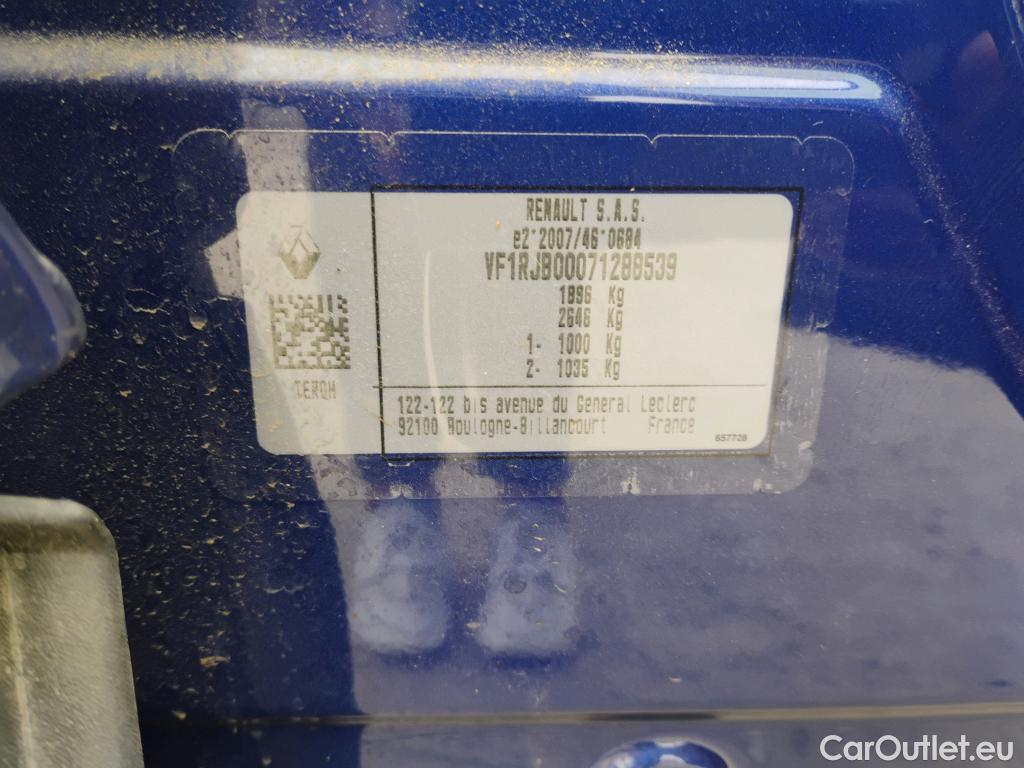 RENAULT S.A.S.
e2*2007/46*0684
VF1RJB00071288539
1896 Kg
2646 Kg
1- 1000 Kg
2- 1035 Kg
TERQH
122-122 bis avenue du General Leclerc
92100 Boulogne-Billancourt France
657728
CarOutlet.eu